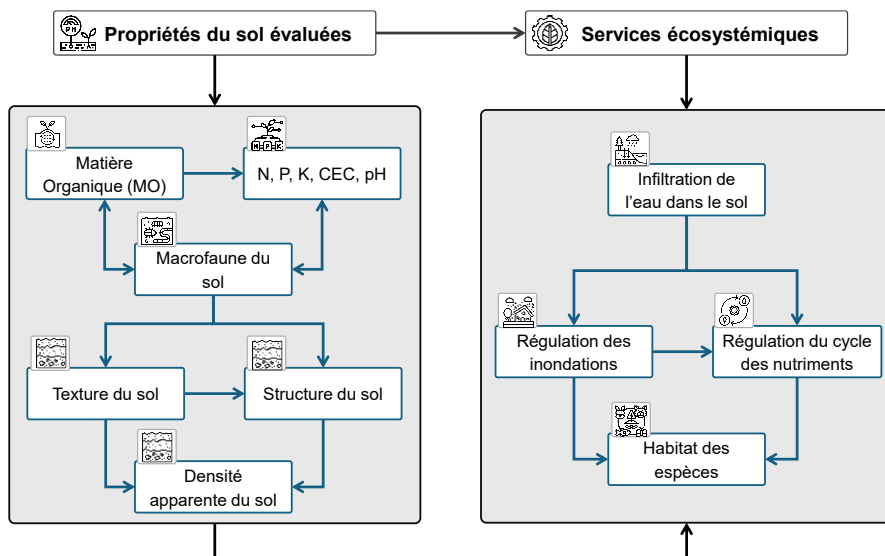 Propriétés du sol évaluées
Services écosystémiques
Matière
Organique (MO)
N, P, K, CEC, pH
Macrofaune du
sol
Texture du sol
Structure du sol
Densité
apparente du sol
Infiltration de
l'eau dans le sol
Régulation des
inondations
Régulation du cycle
des nutriments
Habitat des
espèces